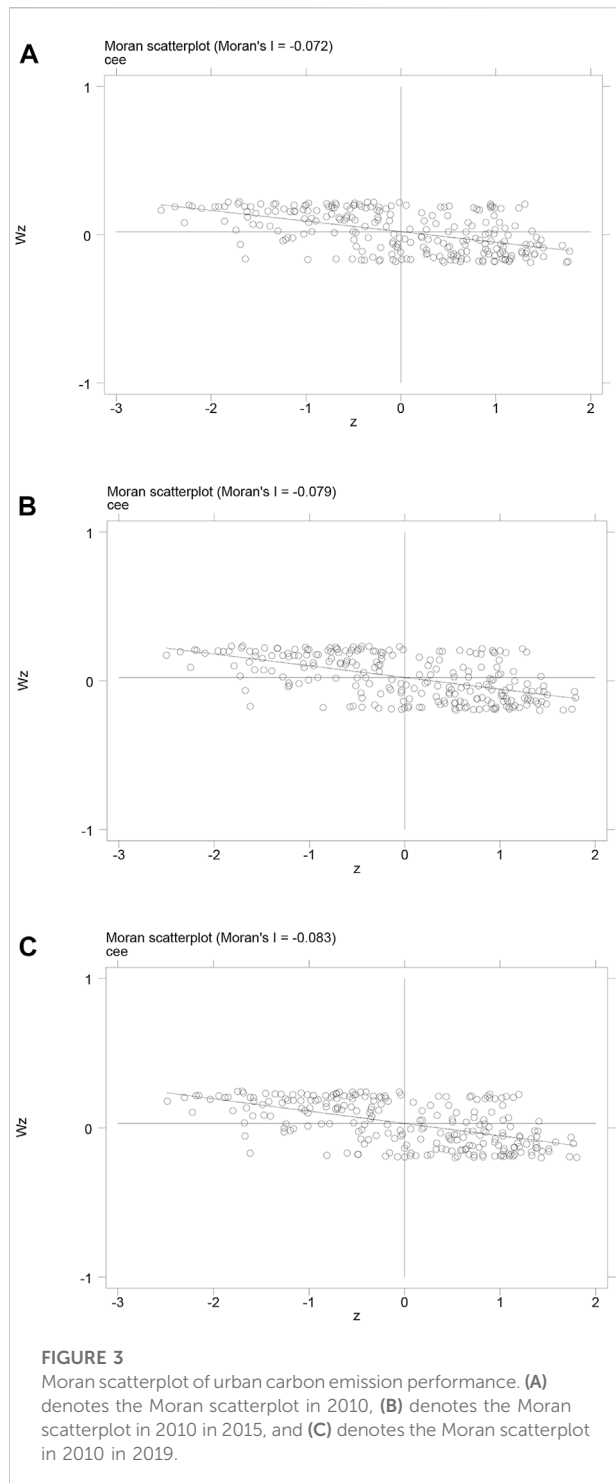 A
Moran scatterplot (Moran's I = -0.072)
cee
1
0
-1
Wz
-3 -2 -1 0 1 2
z
B
Moran scatterplot (Moran's I = -0.079)
cee
1
0
-1
Wz
-3 -2 -1 0 1 2
z
C
Moran scatterplot (Moran's I = -0.083)
cee
1
0
-1
Wz
-3 -2 -1 0 1 2
z
FIGURE 3
Moran scatterplot of urban carbon emission performance. (A)
denotes the Moran scatterplot in 2010, (B) denotes the Moran
scatterplot in 2010 in 2015, and (C) denotes the Moran scatterplot
in 2010 in 2019.